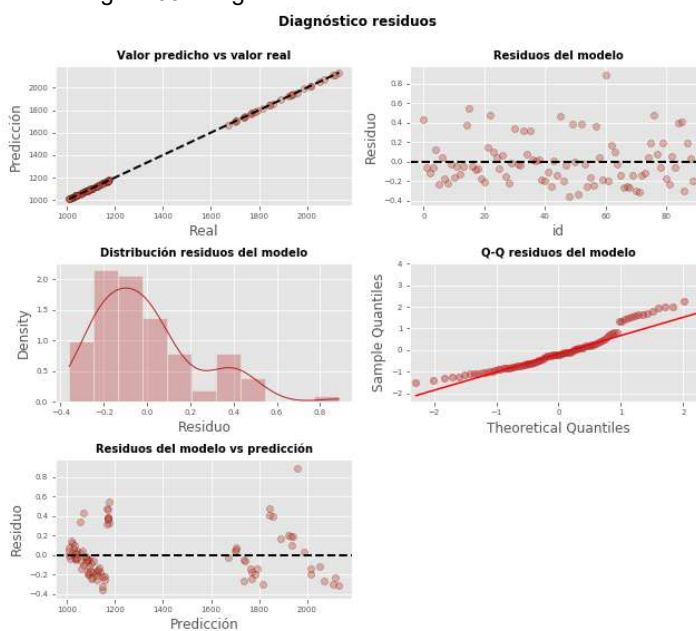 Diagnóstico residuos
Valor predicho vs valor real
Predicción
2000
1800
1600
1400
1200
1000
1000 1200 1400 1600 1800 2000
Real
Residuos del modelo
Residuo
0.8
0.6
0.4
0.2
0.0
−0.2
−0.4
0 20 40 60 80
id
Distribución residuos del modelo
Density
2.0
1.5
1.0
0.5
0.0
−0.4 −0.2 0.0 0.2 0.4 0.6 0.8
Residuo
Q-Q residuos del modelo
Sample Quantiles
4
3
2
1
0
−1
−2
−2 −1 0 1 2
Theoretical Quantiles
Residuos del modelo vs predicción
Residuo
0.8
0.6
0.4
0.2
0.0
−0.2
−0.4
1000 1200 1400 1600 1800 2000
Predicción